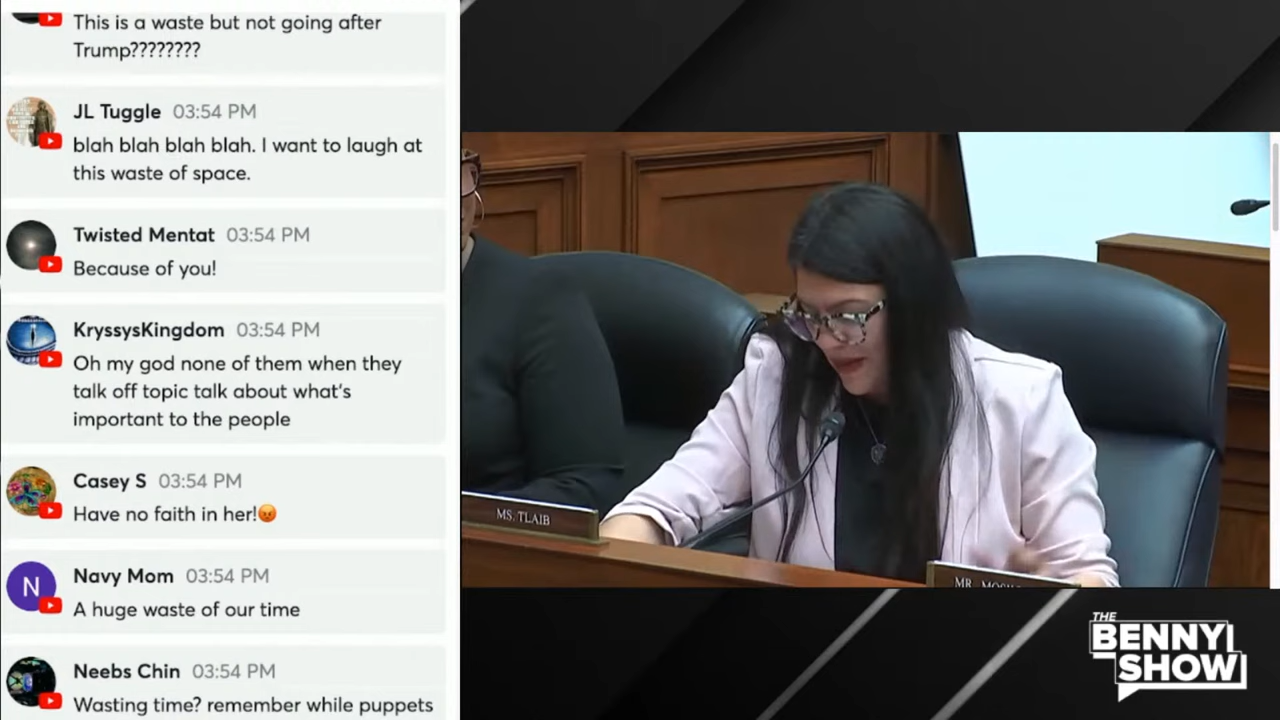 This is a waste but not going after
Trump????????
JL Tuggle 03:54 PM
blah blah blah blah. I want to laugh at
this waste of space.
Twisted Mentat 03:54 PM
Because of you!
KryssysKingdom 03:54 PM
Oh my god none of them when they
talk off topic talk about what's
important to the people
Casey S 03:54 PM
Have no faith in her!😡
N
Navy Mom 03:54 PM
A huge waste of our time
Neebs Chin 03:54 PM
Wasting time? remember while puppets
MS. TLAIB
MR.
THE
BENNY
SHOW